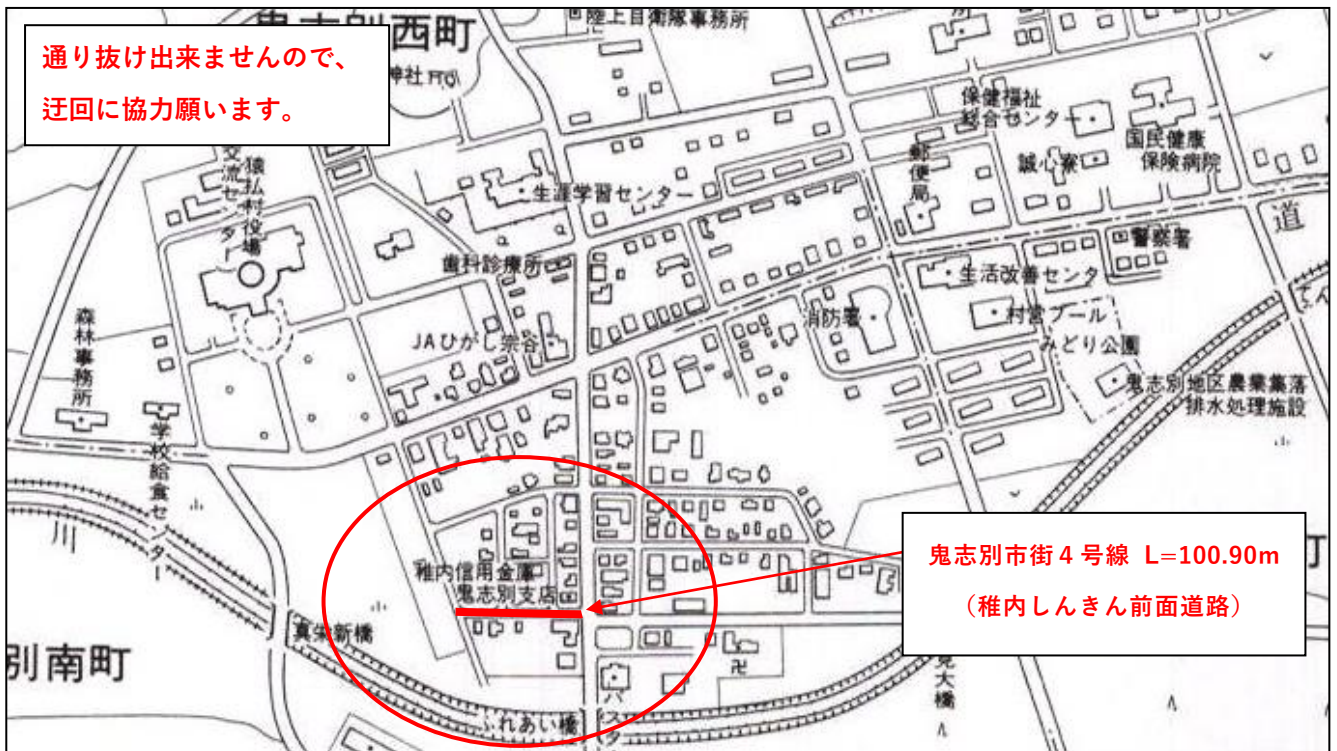 通り抜け出来ませんので、
迂回に協力願います。
鬼志別西町
陸上自衛隊事務所
神社
猿払村役場
交流センター
生涯学習センター
保健福祉
総合センター
国民健康
保険病院
誠心寮
郵便局
警察署
道
歯科診療所
生活改善センター
消防署
村営プール
みどり公園
JAひがし宗谷
森林事務所
学校給食センター
鬼志別地区農業集落
排水処理施設
稚内信用金庫
鬼志別支店
鬼志別市街4号線 L=100.90m
(稚内しんきん前面道路)
真栄新橋
別南町
町
見大橋
ふれあい橋
バスタ